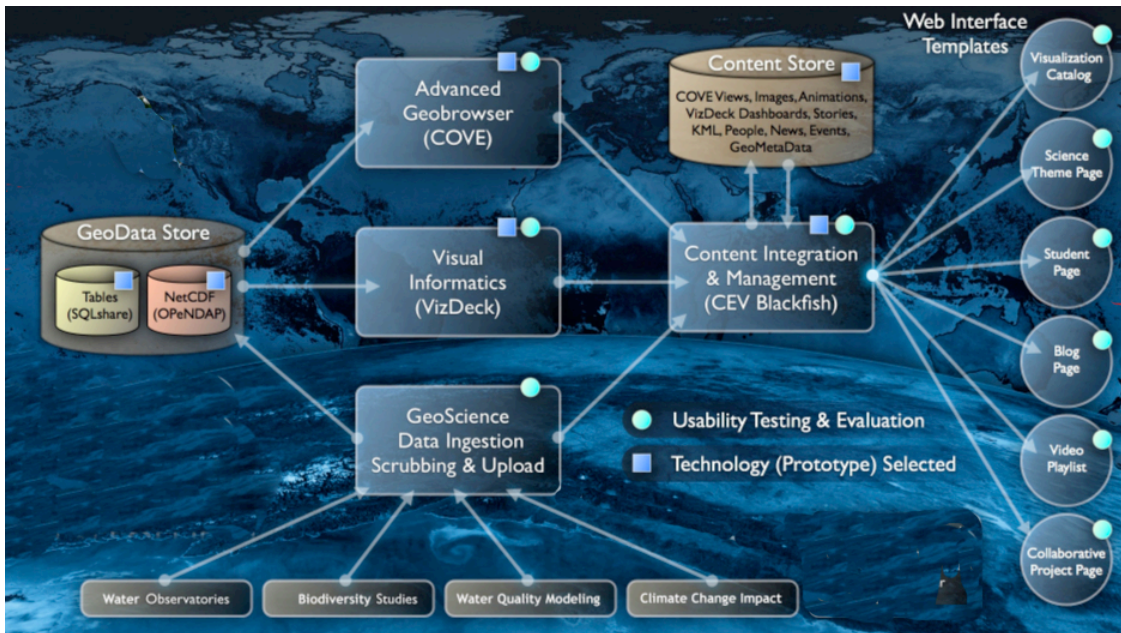 Web Interface
Templates
Visualization
Catalog
Advanced
Geobrowser
(COVE)
Content Store
COVE Views, Images, Animations,
VizDeck Dashboards, Stories,
KML, People, News, Events,
GeoMetaData
Science
Theme Page
GeoData Store
Tables
(SQLshare)
NetCDF
(OPeNDAP)
Visual
Informatics
(VizDeck)
Content Integration
& Management
(CEV Blackfish)
Student
Page
Blog
Page
GeoScience
Data Ingestion
Scrubbing & Upload
Usability Testing & Evaluation
Technology (Prototype) Selected
Video
Playlist
Collaborative
Project Page
Water Observatories
Biodiversity Studies
Water Quality Modeling
Climate Change Impact